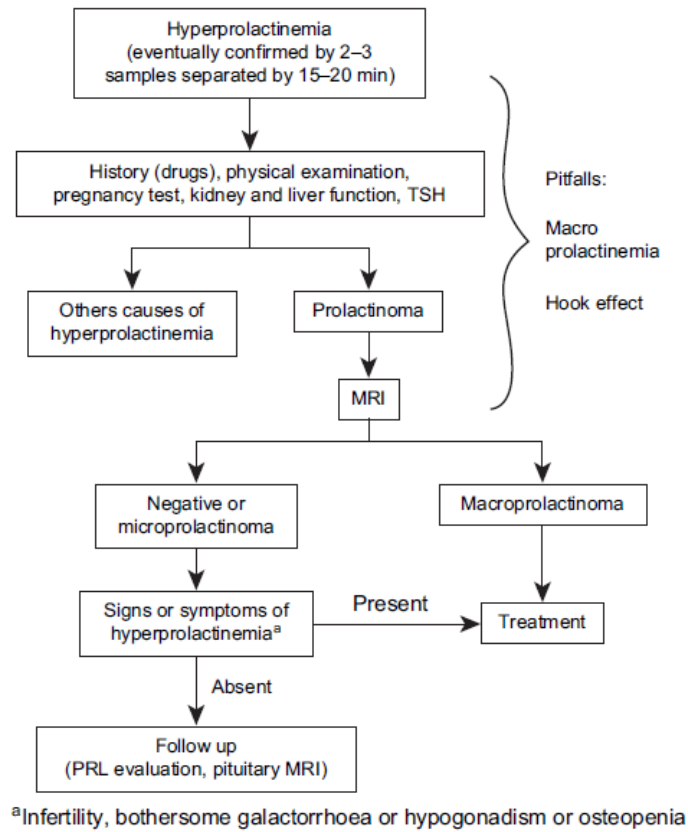 Hyperprolactinemia
(eventually confirmed by 2–3
samples separated by 15–20 min)
History (drugs), physical examination,
pregnancy test, kidney and liver function, TSH
Pitfalls:
Macro
prolactinemia
Hook effect
Others causes of
hyperprolactinemia
Prolactinoma
MRI
Negative or
microprolactinoma
Macroprolactinoma
Signs or symptoms of
hyperprolactinemiaᵃ
Present
Treatment
Absent
Follow up
(PRL evaluation, pituitary MRI)
ᵃInfertility, bothersome galactorrhoea or hypogonadism or osteopenia